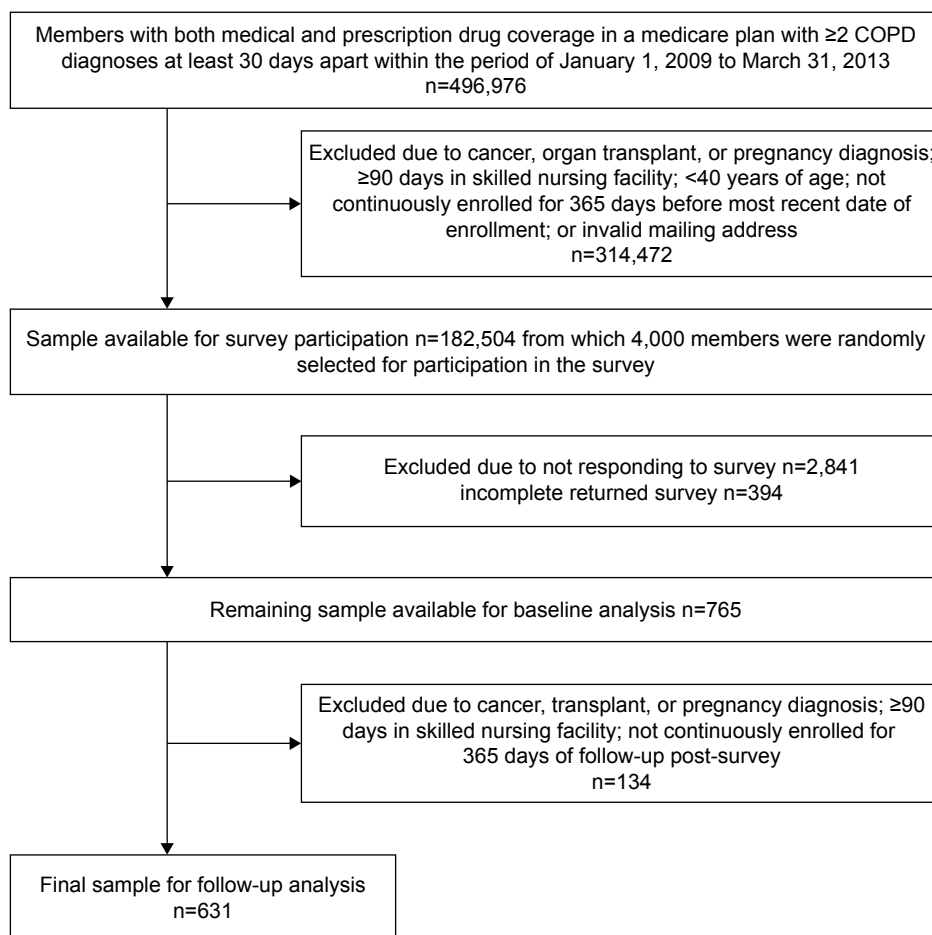 Members with both medical and prescription drug coverage in a medicare plan with ≥2 COPD
diagnoses at least 30 days apart within the period of January 1, 2009 to March 31, 2013
n=496,976
Excluded due to cancer, organ transplant, or pregnancy diagnosis;
≥90 days in skilled nursing facility; <40 years of age; not
continuously enrolled for 365 days before most recent date of
enrollment; or invalid mailing address
n=314,472
Sample available for survey participation n=182,504 from which 4,000 members were randomly
selected for participation in the survey
Excluded due to not responding to survey n=2,841
incomplete returned survey n=394
Remaining sample available for baseline analysis n=765
Excluded due to cancer, transplant, or pregnancy diagnosis; ≥90
days in skilled nursing facility; not continuously enrolled for
365 days of follow-up post-survey
n=134
Final sample for follow-up analysis
n=631